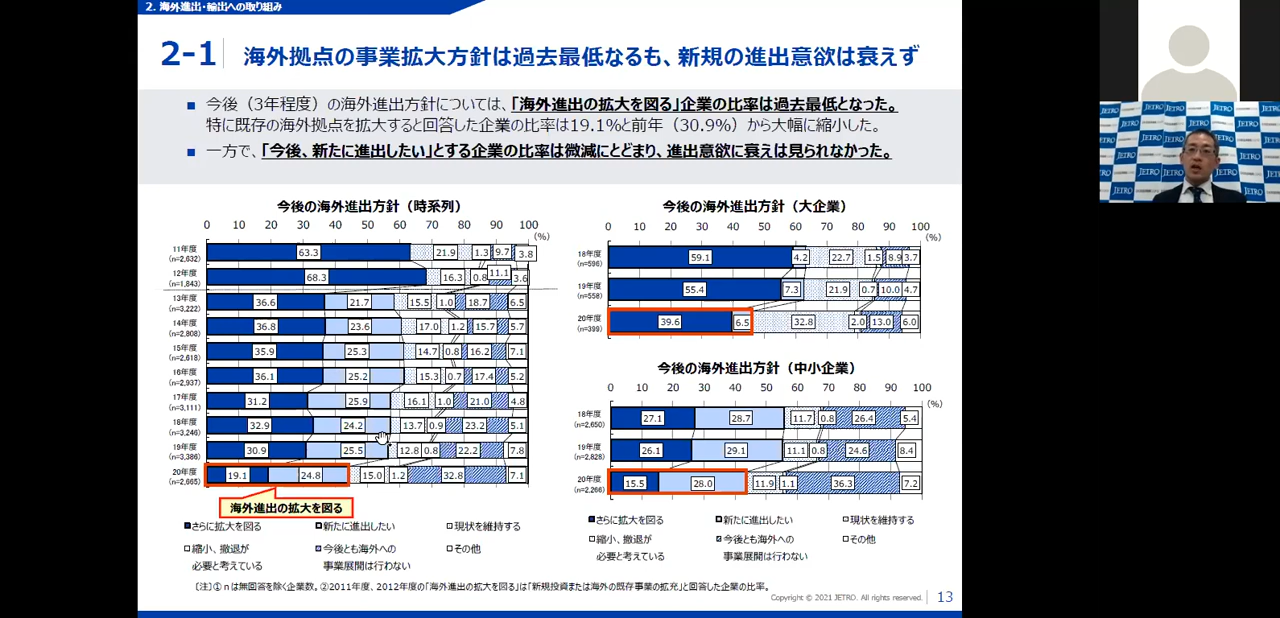 2. 海外進出・輸出への取り組み
2-1 海外拠点の事業拡大方針は過去最低なるも、新規の進出意欲は衰えず
■ 今後（3年程度）の海外進出方針については、「海外進出の拡大を図る」企業の比率は過去最低となった。
特に既存の海外拠点を拡大すると回答した企業の比率は19.1％と前年（30.9％）から大幅に縮小した。
■ 一方で、「今後、新たに進出したい」とする企業の比率は微減にとどまり、進出意欲に衰えは見られなかった。
今後の海外進出方針（時系列）
0 10 20 30 40 50 60 70 80 90 100
(%)
11年度 63.3 21.9 1.3 9.7 3.8
(n=2,632)
12年度 68.3 16.3 0.8 11.1 3.6
(n=1,843)
13年度 36.6 21.7 15.5 1.0 18.7 6.5
(n=3,222)
14年度 36.8 23.6 17.0 1.2 15.7 5.7
(n=2,808)
15年度 35.9 25.3 14.7 0.8 16.2 7.1
(n=2,618)
16年度 36.1 25.2 15.3 0.7 17.4 5.2
(n=2,937)
17年度 31.2 25.9 16.1 1.0 21.0 4.8
(n=3,111)
18年度 32.9 24.2 13.7 0.9 23.2 5.1
(n=3,246)
19年度 30.9 25.5 12.8 0.8 22.2 7.8
(n=3,386)
20年度 19.1 24.8 15.0 1.2 32.8 7.1
(n=2,665)
海外進出の拡大を図る
■さらに拡大を図る □新たに進出したい □現状を維持する
□縮小、撤退が □今後とも海外への □その他
必要と考えている 事業展開は行わない
今後の海外進出方針（大企業）
0 10 20 30 40 50 60 70 80 90 100
(%)
18年度 59.1 4.2 22.7 1.5 8.9 3.7
(n=596)
19年度 55.4 7.3 21.9 0.7 10.0 4.7
(n=558)
20年度 39.6 6.5 32.8 2.0 13.0 6.0
(n=399)
今後の海外進出方針（中小企業）
0 10 20 30 40 50 60 70 80 90 100
(%)
18年度 27.1 28.7 11.7 0.8 26.4 5.4
(n=2,650)
19年度 26.1 29.1 11.1 0.8 24.6 8.4
(n=2,828)
20年度 15.5 28.0 11.9 1.1 36.3 7.2
(n=2,266)
■さらに拡大を図る □新たに進出したい □現状を維持する
□縮小、撤退が □今後とも海外への □その他
必要と考えている 事業展開は行わない
〔注〕① n は無回答を除く企業数。②2011年度、2012年度の「海外進出の拡大を図る」は「新規投資または海外の既存事業の拡充」と回答した企業の比率。
Copyright © 2021 JETRO. All rights reserved. 13
JETRO
JETRO
JETRO
JETRO
JETRO
JETRO